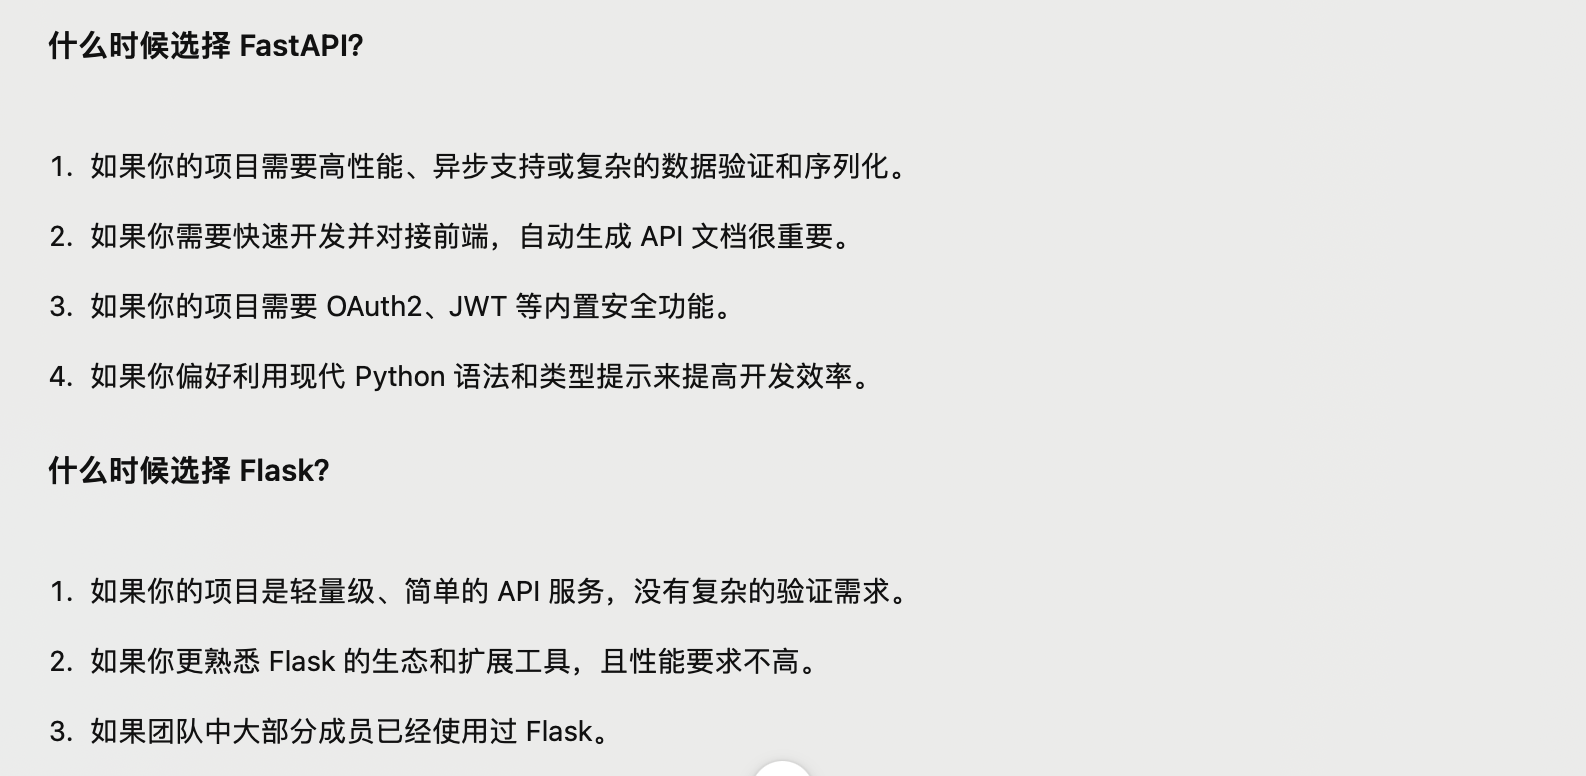 什么时候选择 FastAPI?
1. 如果你的项目需要高性能、异步支持或复杂的数据验证和序列化。
2. 如果你需要快速开发并对接前端，自动生成 API 文档很重要。
3. 如果你的项目需要 OAuth2、JWT 等内置安全功能。
4. 如果你偏好利用现代 Python 语法和类型提示来提高开发效率。
什么时候选择 Flask?
1. 如果你的项目是轻量级、简单的 API 服务，没有复杂的验证需求。
2. 如果你更熟悉 Flask 的生态和扩展工具，且性能要求不高。
3. 如果团队中大部分成员已经使用过 Flask。